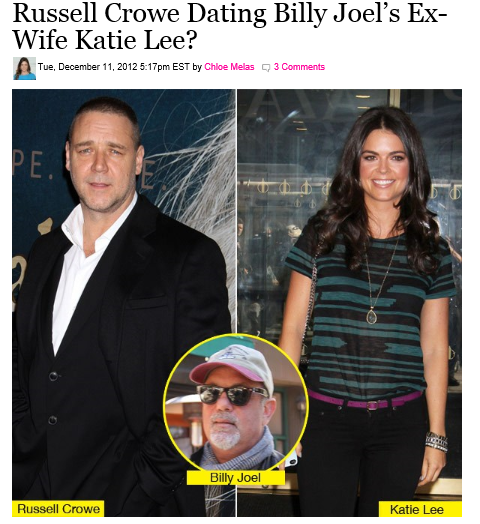 Russell Crowe Dating Billy Joel’s Ex-
Wife Katie Lee?
Tue, December 11, 2012 5:17pm EST by Chloe Melas 3 Comments
PE.
E.
Billy Joel
Russell Crowe
Katie Lee